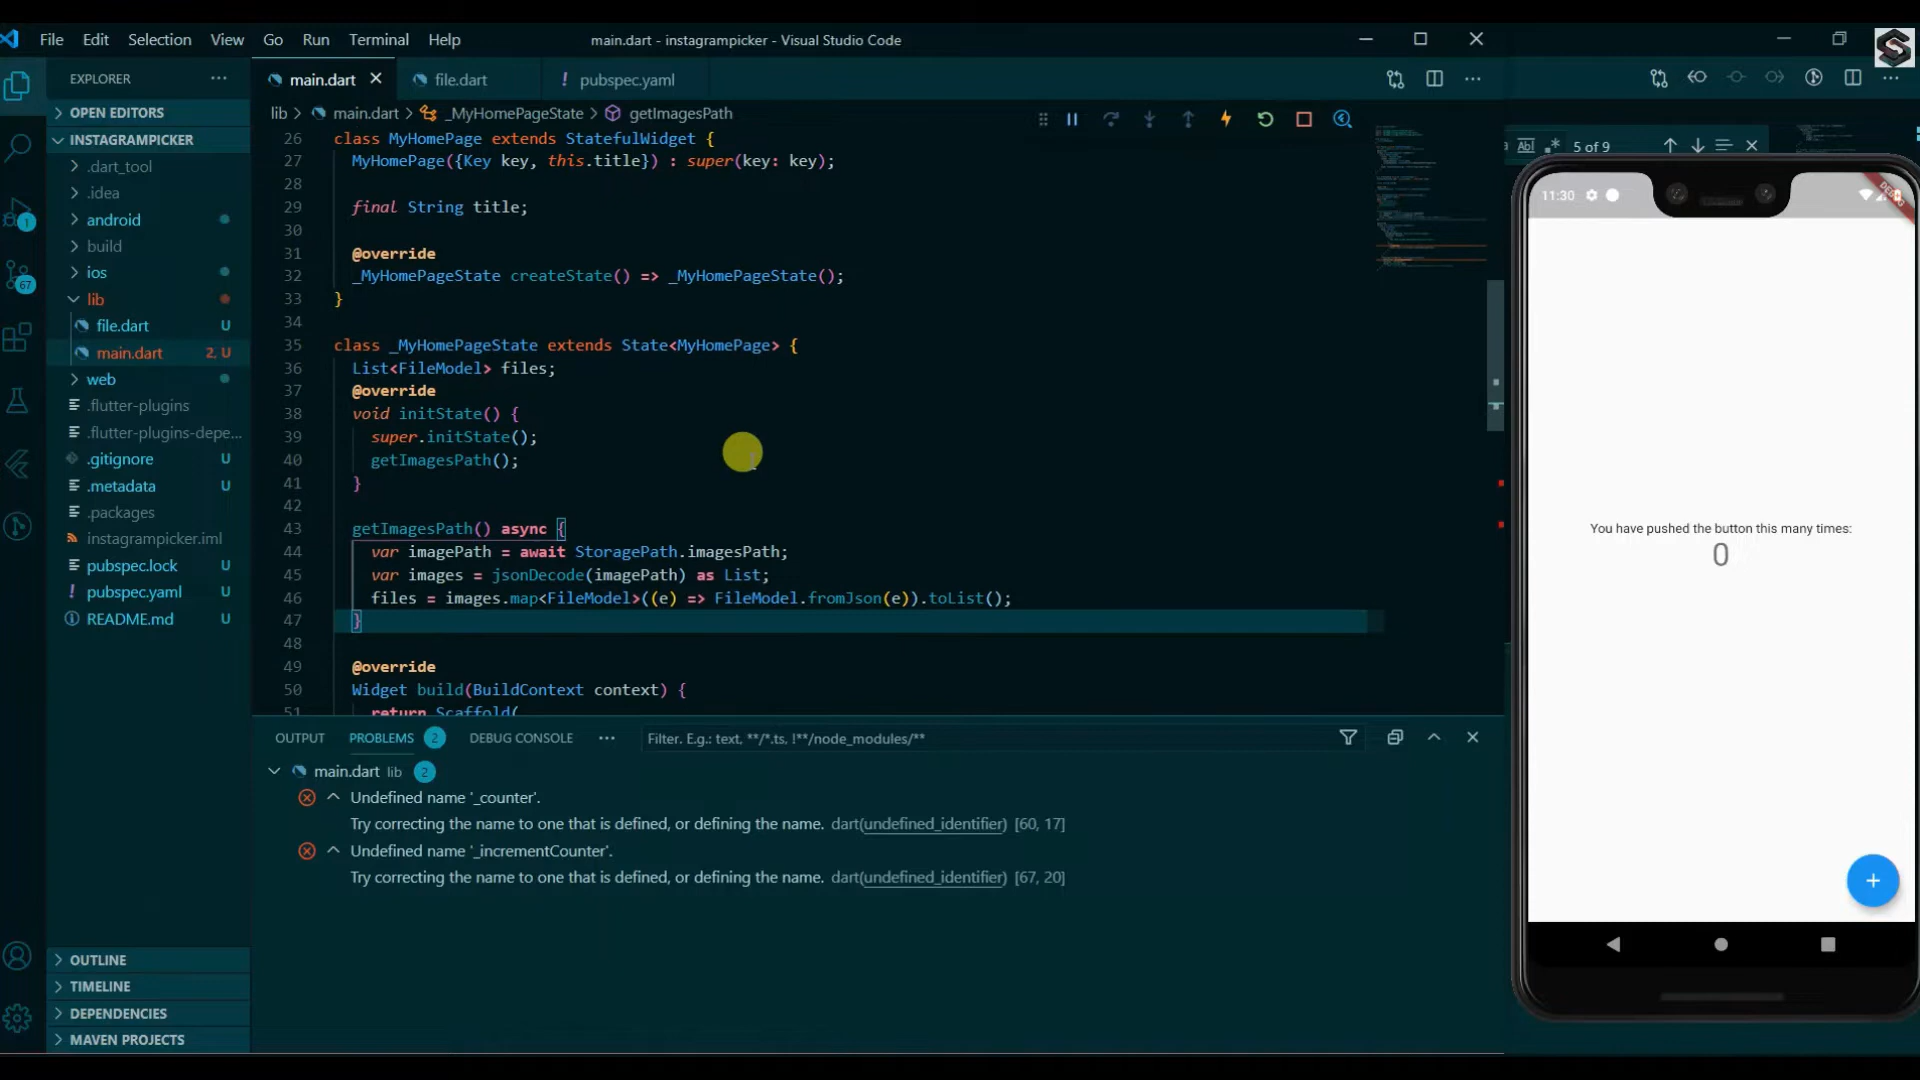 File Edit Selection View Go Run Terminal Help
main.dart - instagrampicker - Visual Studio Code
EXPLORER
OPEN EDITORS
INSTAGRAMPICKER
.dart_tool
.idea
android
build
ios
lib
file.dart U
main.dart 2, U
web
.flutter-plugins
.flutter-plugins-depe...
.gitignore U
.metadata U
.packages
instagrampicker.iml
pubspec.lock U
pubspec.yaml U
README.md U
OUTLINE
TIMELINE
DEPENDENCIES
MAVEN PROJECTS
1
67
main.dart file.dart ! pubspec.yaml
lib > main.dart > _MyHomePageState > getImagesPath
26 class MyHomePage extends StatefulWidget {
27 MyHomePage({Key key, this.title}) : super(key: key);
28
29 final String title;
30
31 @override
32 _MyHomePageState createState() => _MyHomePageState();
33 }
34
35 class _MyHomePageState extends State<MyHomePage> {
36 List<FileModel> files;
37 @override
38 void initState() {
39 super.initState();
40 getImagesPath();
41 }
42
43 getImagesPath() async {
44 var imagePath = await StoragePath.imagesPath;
45 var images = jsonDecode(imagePath) as List;
46 files = images.map<FileModel>((e) => FileModel.fromJson(e)).toList();
47 }
48
49 @override
50 Widget build(BuildContext context) {
51 return Scaffold(
OUTPUT PROBLEMS 2 DEBUG CONSOLE
Filter. E.g.: text, **/*.ts, !**/node_modules/**
main.dart lib 2
Undefined name '_counter'.
Try correcting the name to one that is defined, or defining the name. dart(undefined_identifier) [60, 17]
Undefined name '_incrementCounter'.
Try correcting the name to one that is defined, or defining the name. dart(undefined_identifier) [67, 20]
5 of 9
11:30
DEBUG
You have pushed the button this many times:
0